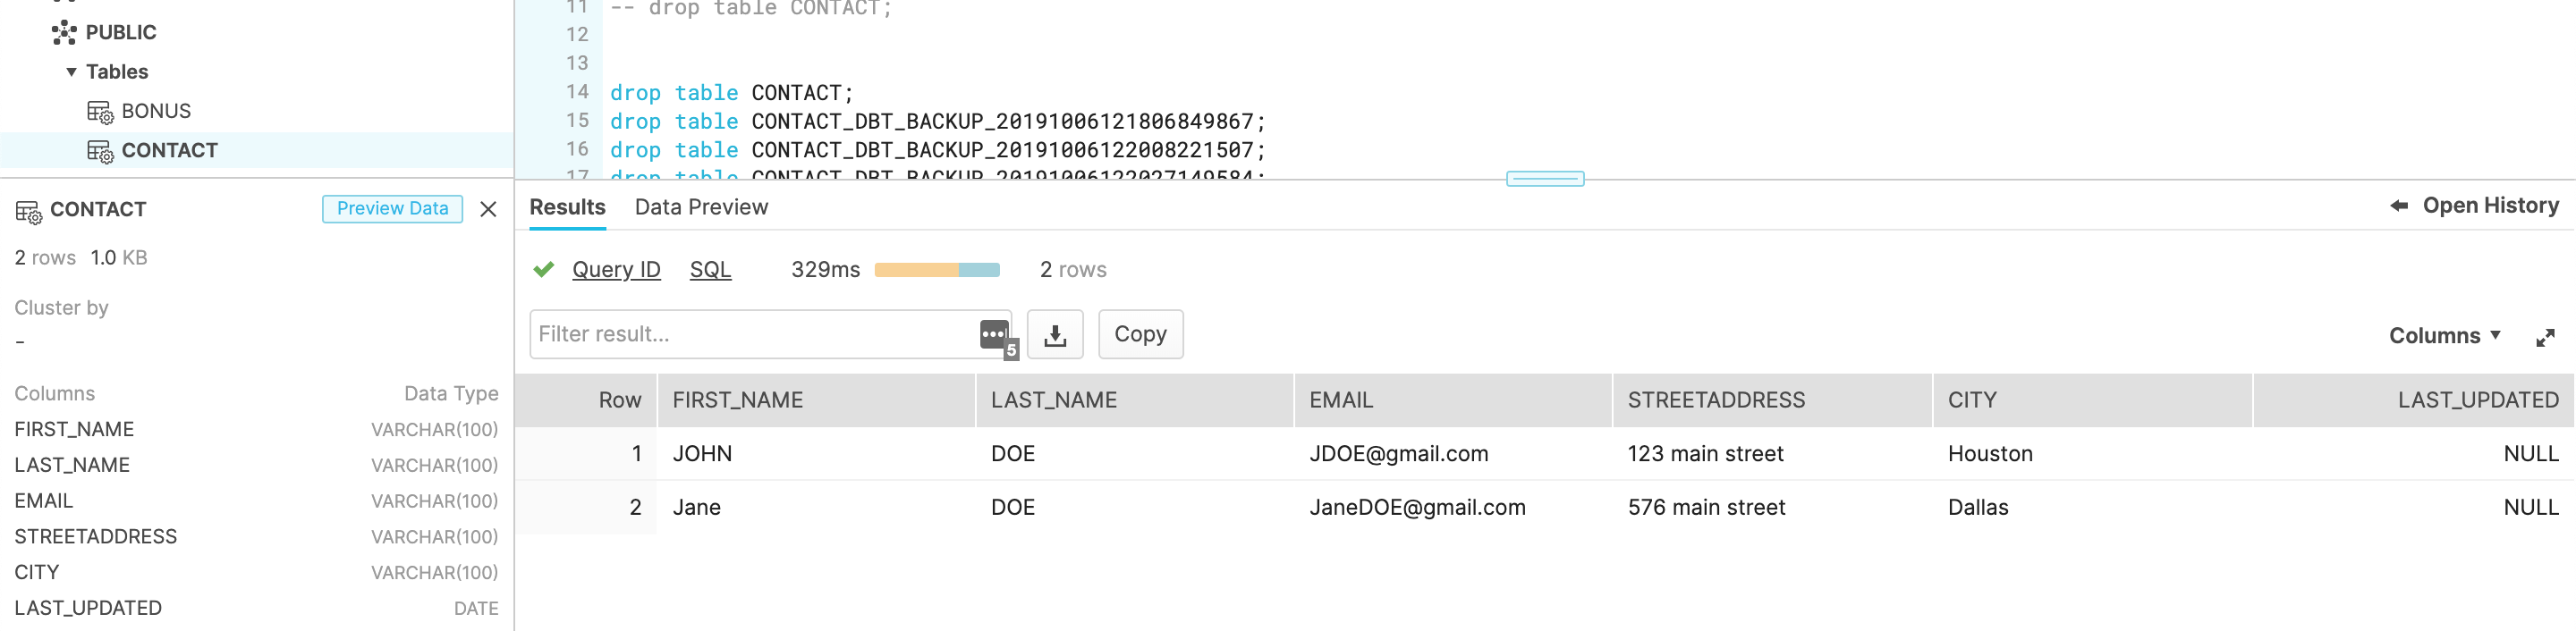 PUBLIC
Tables
BONUS
CONTACT
CONTACT
Preview Data
2 rows 1.0 KB
Cluster by
-
Columns Data Type
FIRST_NAME VARCHAR(100)
LAST_NAME VARCHAR(100)
EMAIL VARCHAR(100)
STREETADDRESS VARCHAR(100)
CITY VARCHAR(100)
LAST_UPDATED DATE
11 -- drop table CONTACT;
12
13
14 drop table CONTACT;
15 drop table CONTACT_DBT_BACKUP_20191006121806849867;
16 drop table CONTACT_DBT_BACKUP_20191006122008221507;
17 drop table CONTACT_DBT_BACKUP_20191006122027149584;
Results Data Preview Open History
Query ID SQL 329ms 2 rows
Filter result... 5 Copy Columns
Row FIRST_NAME LAST_NAME EMAIL STREETADDRESS CITY LAST_UPDATED
1 JOHN DOE JDOE@gmail.com 123 main street Houston NULL
2 Jane DOE JaneDOE@gmail.com 576 main street Dallas NULL